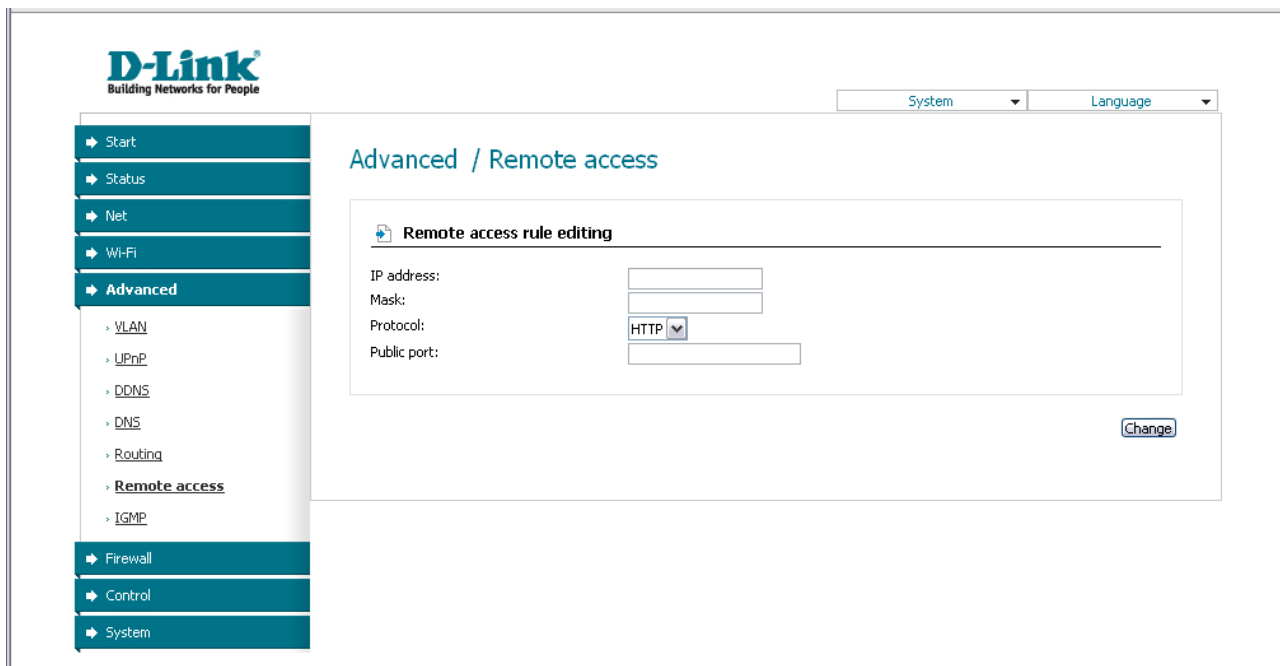 D-Link
Building Networks for People
System
Language
Start
Status
Net
Wi-Fi
Advanced
VLAN
UPnP
DDNS
DNS
Routing
Remote access
IGMP
Firewall
Control
System
Advanced / Remote access
Remote access rule editing
IP address:
Mask:
Protocol: HTTP
Public port:
Change